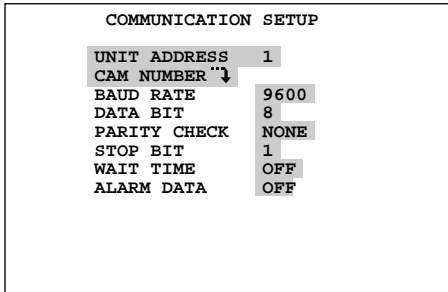 COMMUNICATION SETUP
UNIT ADDRESS 1
CAM NUMBER
BAUD RATE 9600
DATA BIT 8
PARITY CHECK NONE
STOP BIT 1
WAIT TIME OFF
ALARM DATA OFF